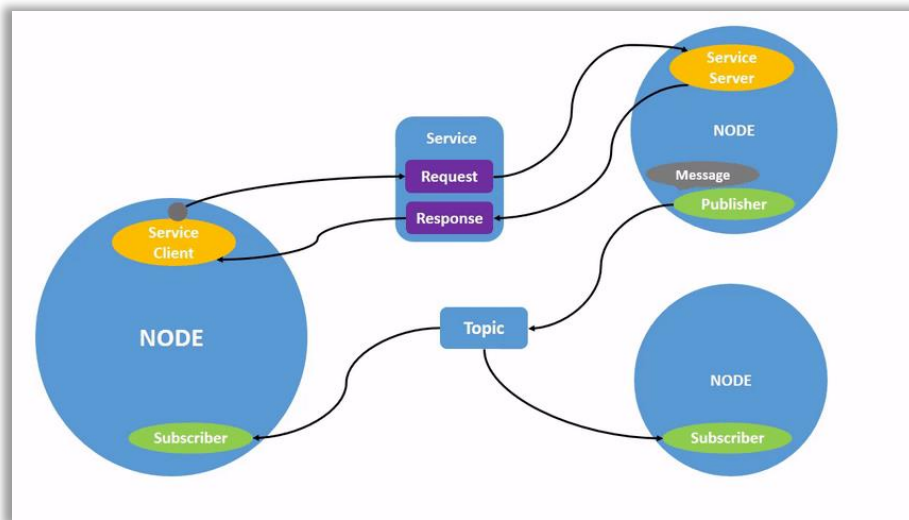 Service
Server
NODE
Message
Publisher
Service
Request
Response
Service
Client
NODE
Subscriber
Topic
NODE
Subscriber